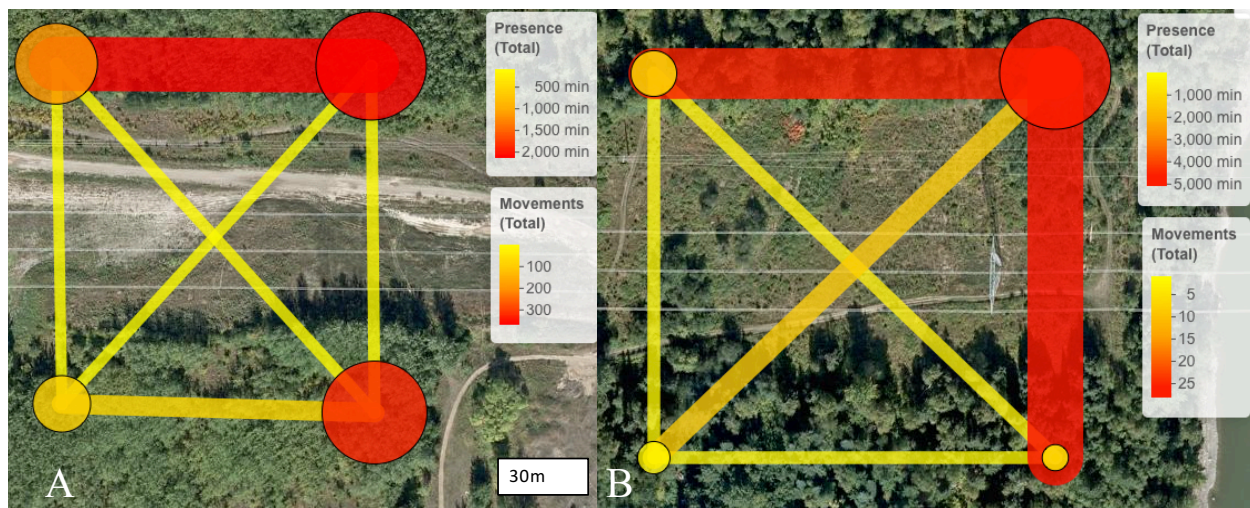 Presence
(Total)
500 min
1,000 min
1,500 min
2,000 min
Movements
(Total)
100
200
300
A
30m
Presence
(Total)
1,000 min
2,000 min
3,000 min
4,000 min
5,000 min
Movements
(Total)
5
10
15
20
25
B